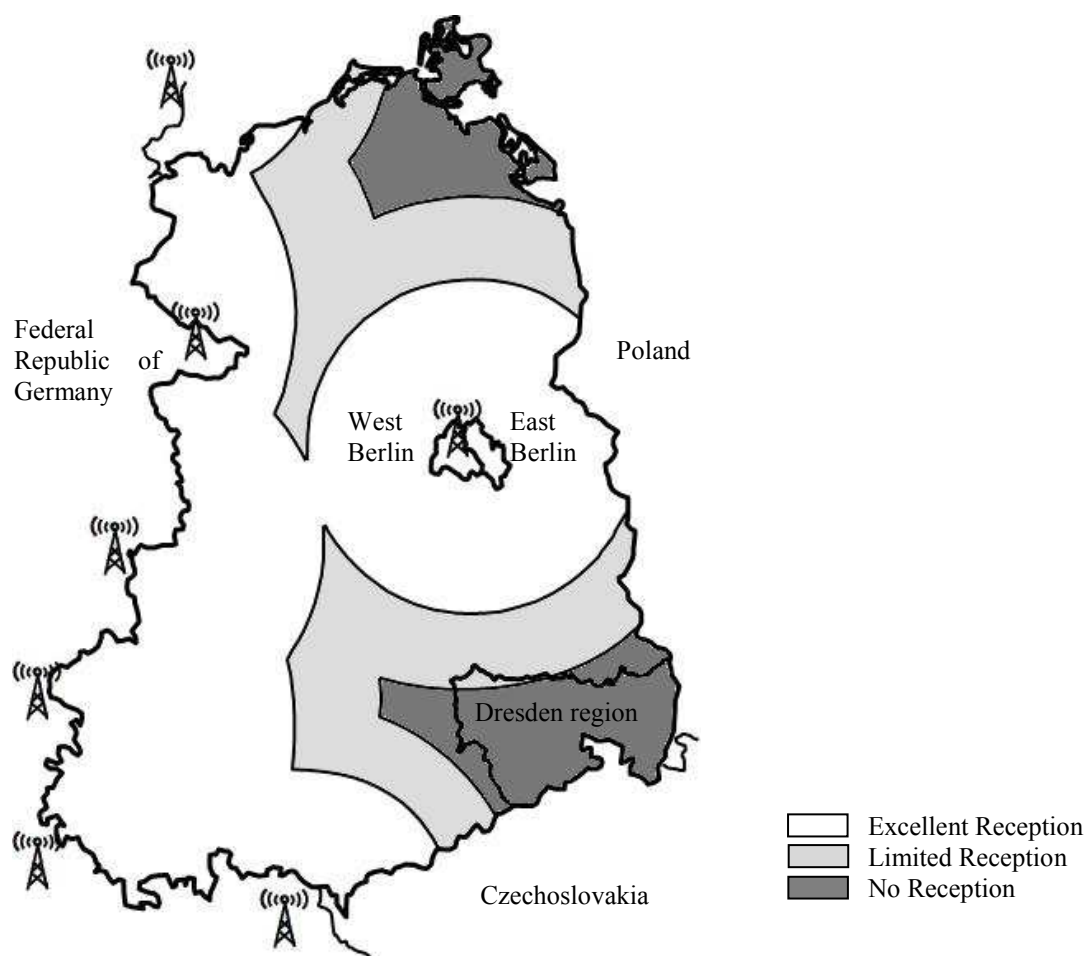 Federal
Republic of
Germany
Poland
West
Berlin
East
Berlin
Dresden region
Czechoslovakia
Excellent Reception
Limited Reception
No Reception